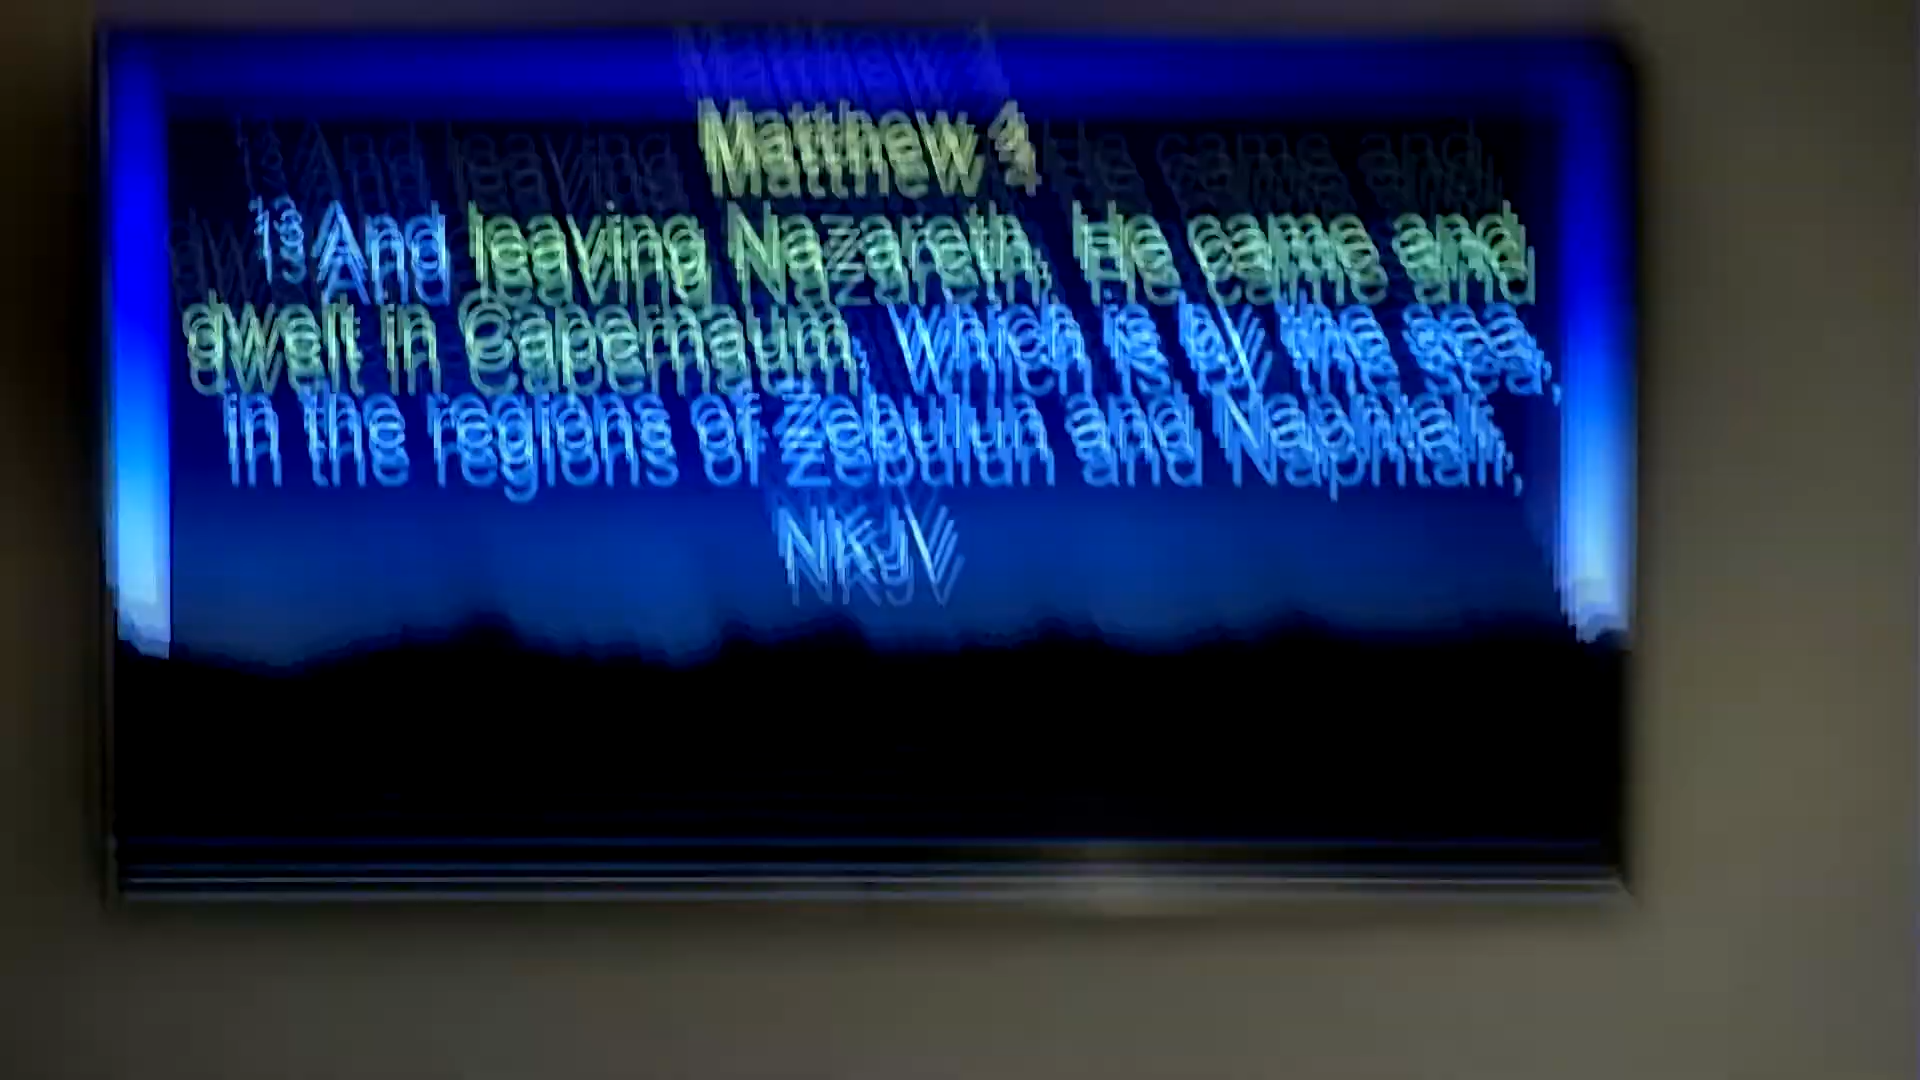 Matthew 4
13 And leaving Nazareth, He came and
dwelt in Capernaum, which is by the sea,
in the regions of Zebulun and Naphtali,
NKJV